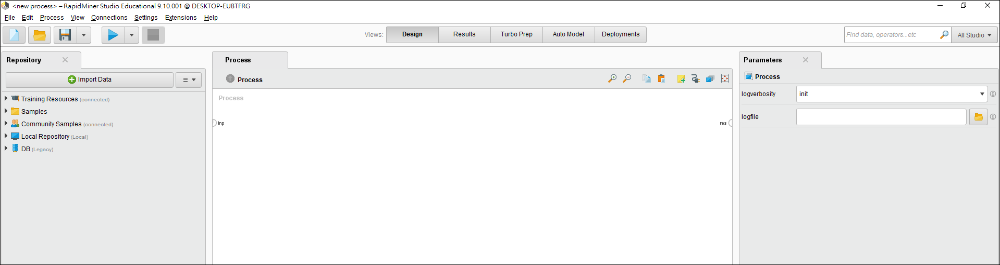 <new process> – RapidMiner Studio Educational 9.10.001 @ DESKTOP-EUBTFRG
File Edit Process View Connections Settings Extensions Help
Views: Design Results Turbo Prep Auto Model Deployments
Find data, operators...etc
All Studio
Repository
Import Data
Training Resources (connected)
Samples
Community Samples (connected)
Local Repository (Local)
DB (Legacy)
Process
Process
Process
inp
res
Parameters
Process
logverbosity init
logfile